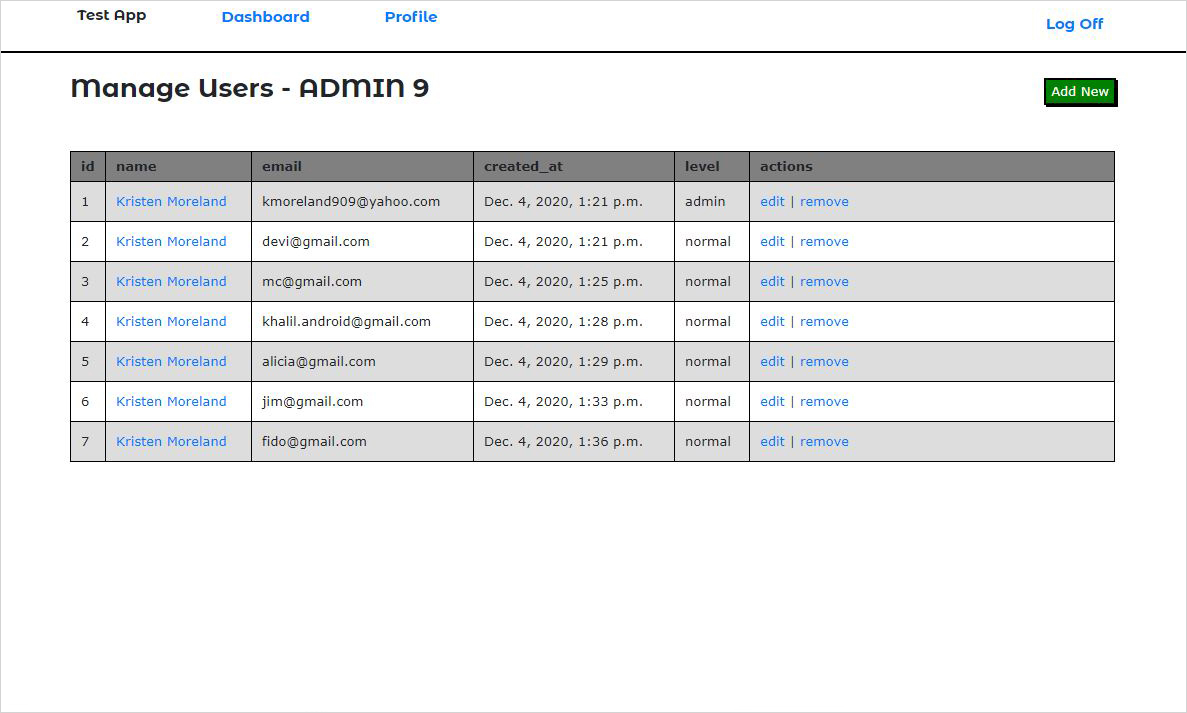 Test App Dashboard Profile Log Off
Manage Users - ADMIN 9 Add New
id name email created_at level actions
1 Kristen Moreland kmoreland909@yahoo.com Dec. 4, 2020, 1:21 p.m. admin edit | remove
2 Kristen Moreland devi@gmail.com Dec. 4, 2020, 1:21 p.m. normal edit | remove
3 Kristen Moreland mc@gmail.com Dec. 4, 2020, 1:25 p.m. normal edit | remove
4 Kristen Moreland khalil.android@gmail.com Dec. 4, 2020, 1:28 p.m. normal edit | remove
5 Kristen Moreland alicia@gmail.com Dec. 4, 2020, 1:29 p.m. normal edit | remove
6 Kristen Moreland jim@gmail.com Dec. 4, 2020, 1:33 p.m. normal edit | remove
7 Kristen Moreland fido@gmail.com Dec. 4, 2020, 1:36 p.m. normal edit | remove